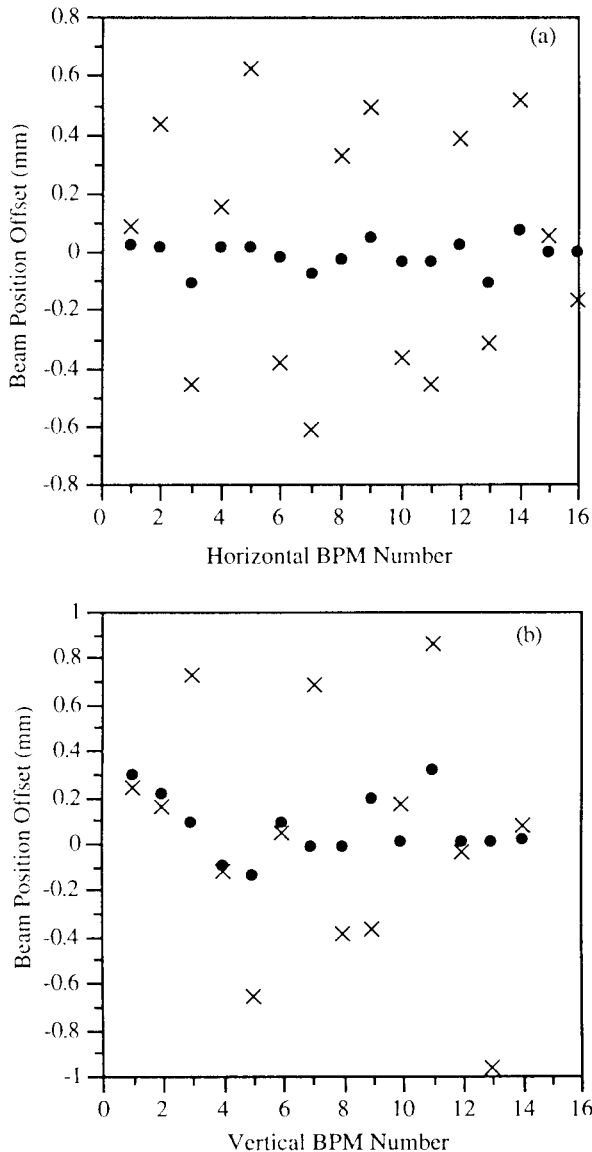 (a)
Beam Position Offset (mm)
0.8
0.6
0.4
0.2
0
-0.2
-0.4
-0.6
-0.8
0 2 4 6 8 10 12 14 16
Horizontal BPM Number
(b)
Beam Position Offset (mm)
1
0.8
0.6
0.4
0.2
0
-0.2
-0.4
-0.6
-0.8
-1
0 2 4 6 8 10 12 14 16
Vertical BPM Number